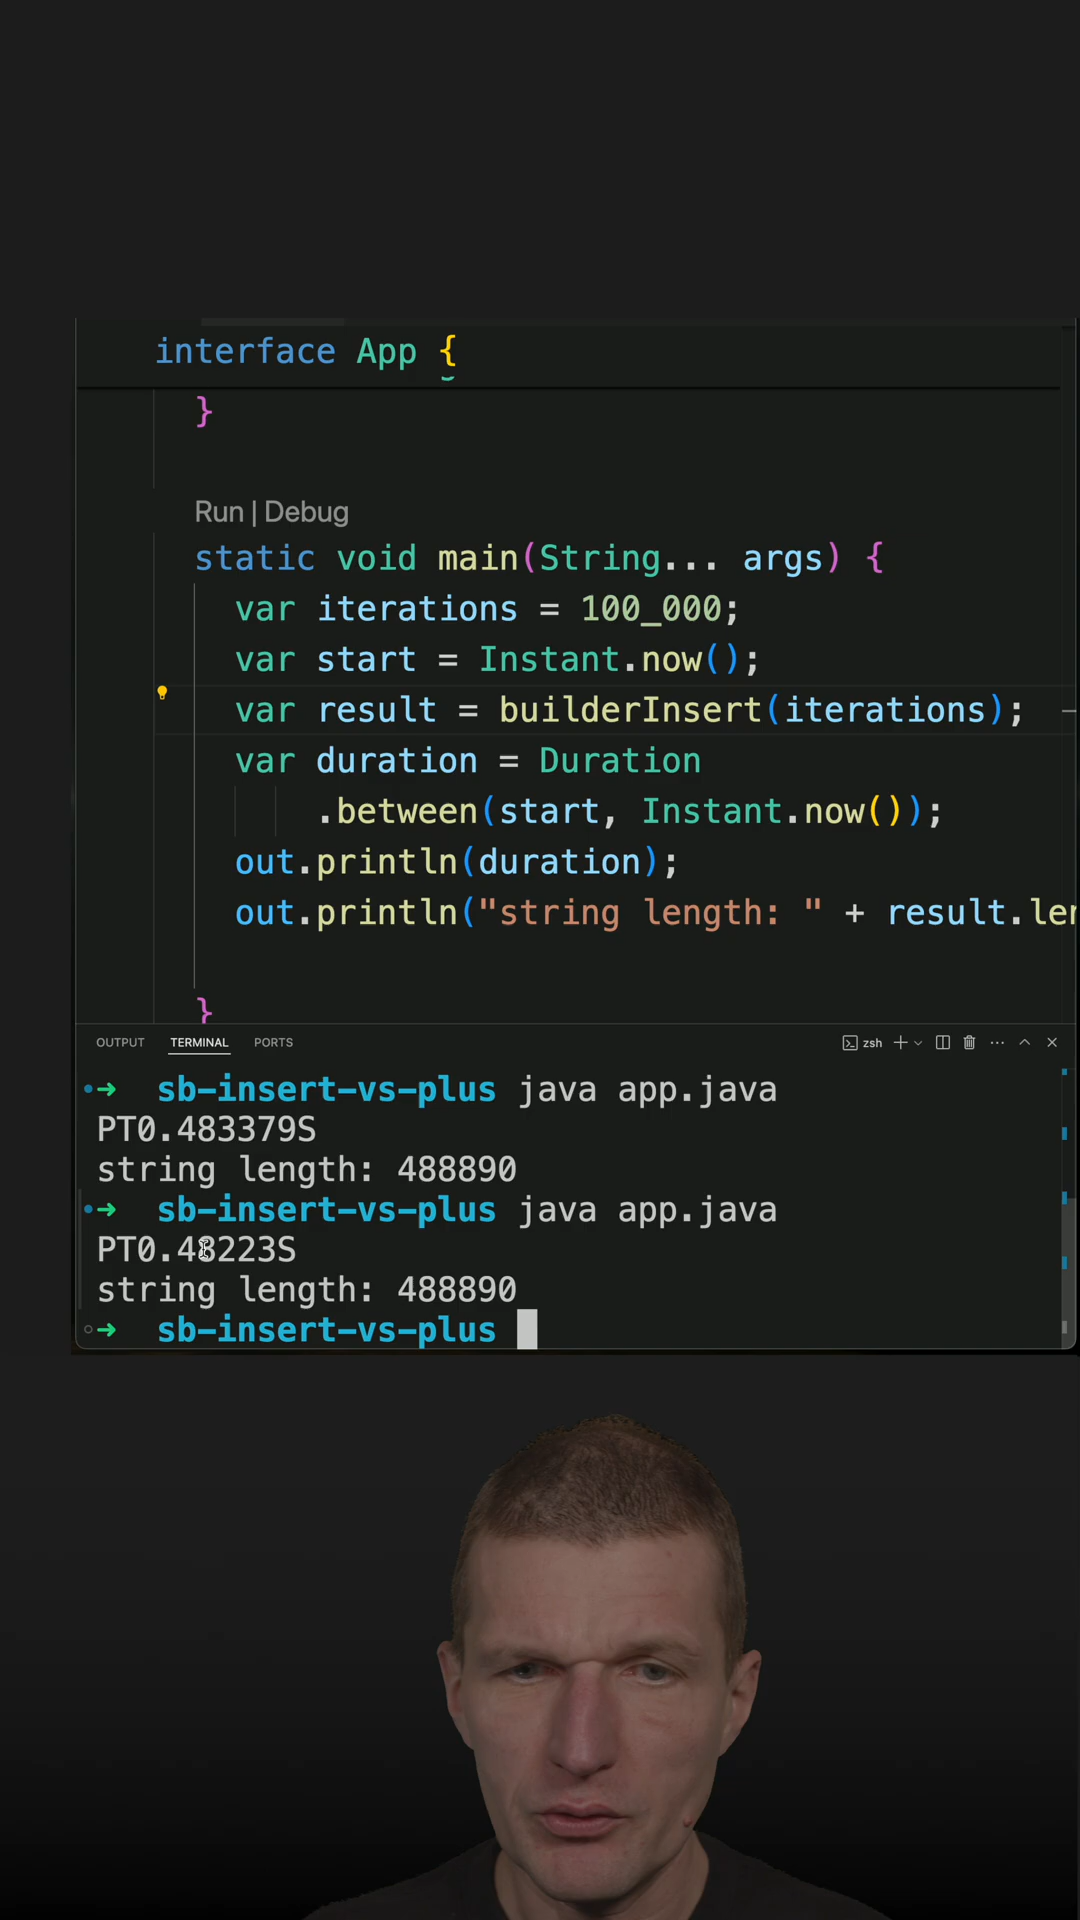 interface App {
}
Run | Debug
static void main(String... args) {
var iterations = 100_000;
var start = Instant.now();
var result = builderInsert(iterations);
var duration = Duration
.between(start, Instant.now());
out.println(duration);
out.println("string length: " + result.len
}
OUTPUT TERMINAL PORTS zsh
➜ sb-insert-vs-plus java app.java
PT0.483379S
string length: 488890
➜ sb-insert-vs-plus java app.java
PT0.48223S
string length: 488890
➜ sb-insert-vs-plus